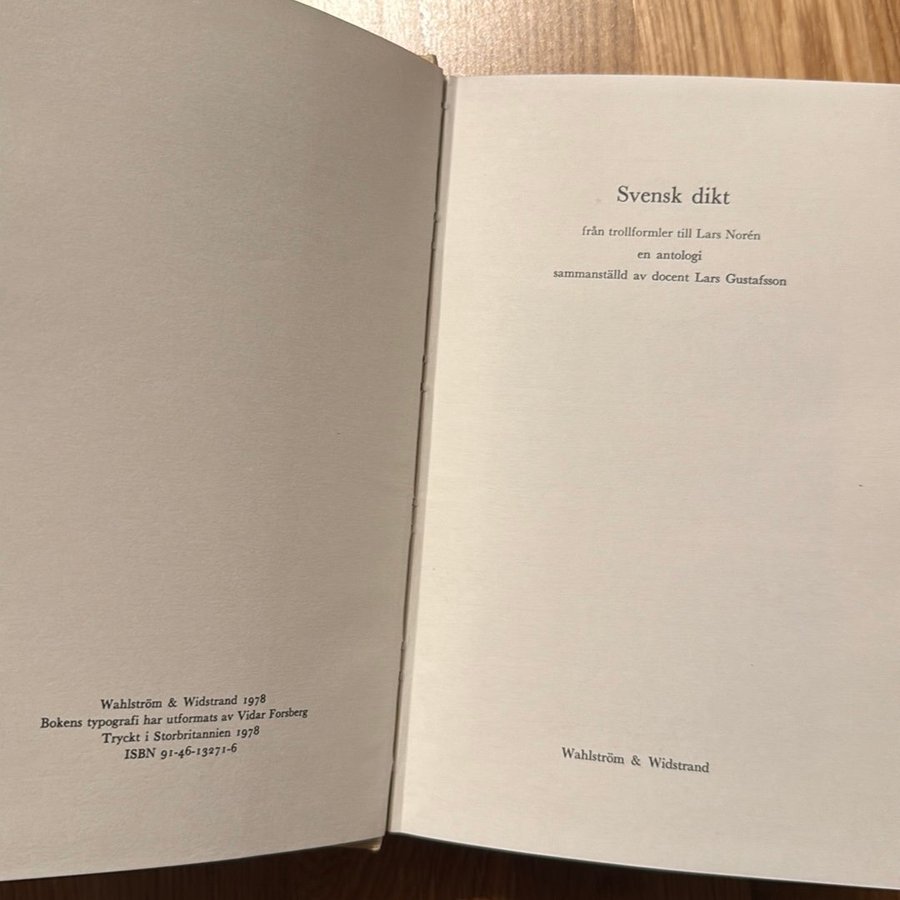 Wahlström & Widstrand 1978
Bokens typografi har utformats av Vidar Forsberg
Tryckt i Storbritannien 1978
ISBN 91-46-13271-6
Svensk dikt
från trollformler till Lars Norén
en antologi
sammanställd av docent Lars Gustafsson
Wahlström & Widstrand